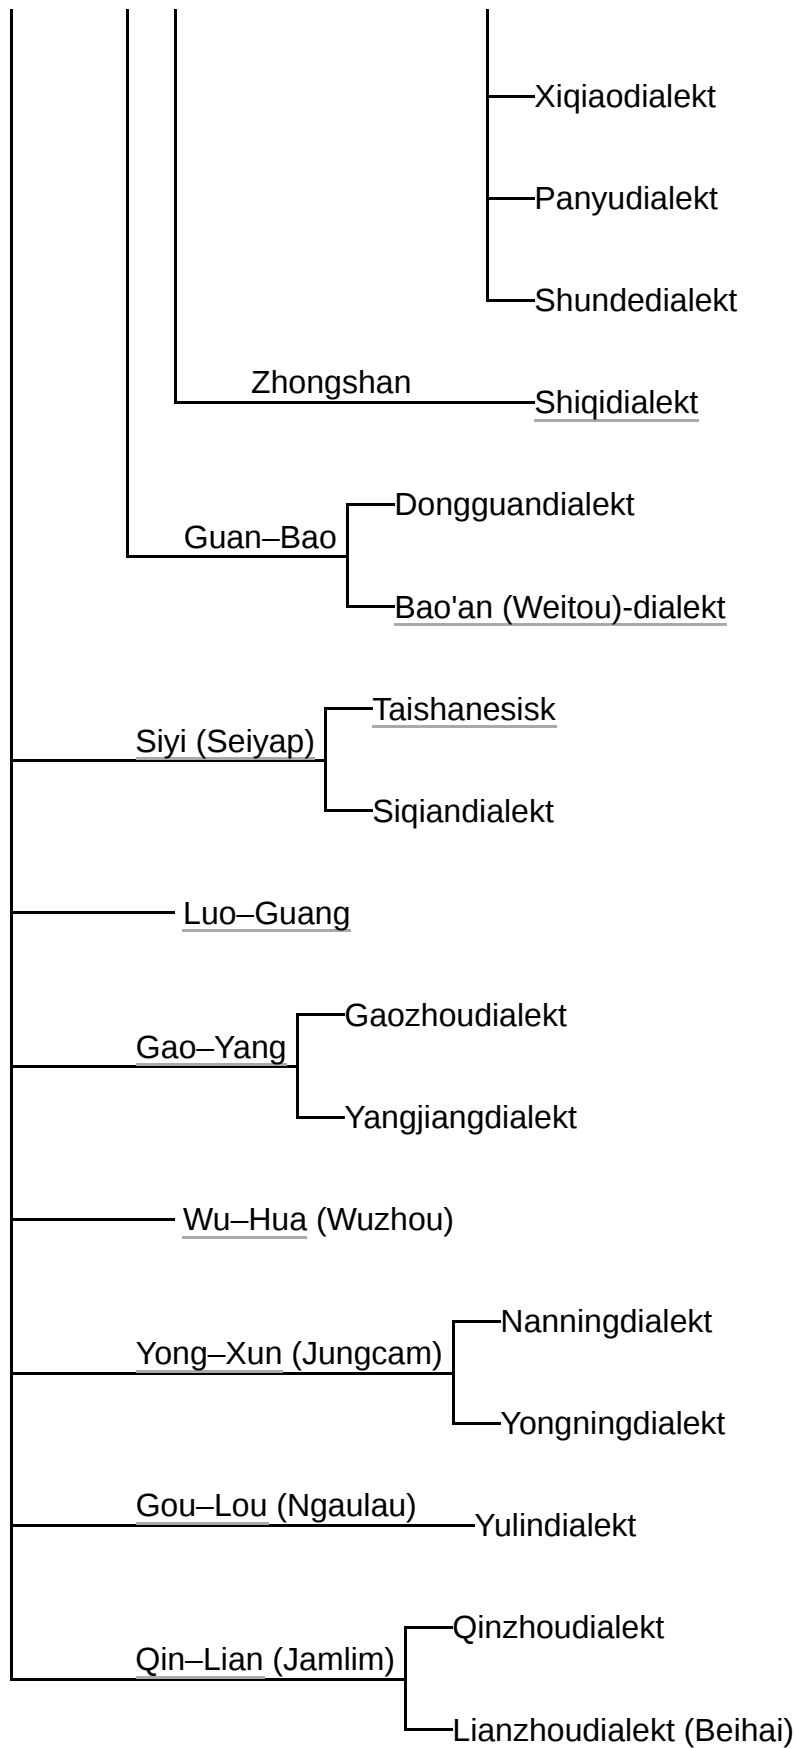 Xiqiaodialekt
Panyudialekt
Shundedialekt
Zhongshan
Shiqidialekt
Dongguandialekt
Guan–Bao
Bao'an (Weitou)-dialekt
Taishanesisk
Siyi (Seiyap)
Siqiandialekt
Luo–Guang
Gaozhoudialekt
Gao–Yang
Yangjiangdialekt
Wu–Hua (Wuzhou)
Nanningdialekt
Yong–Xun (Jungcam)
Yongningdialekt
Gou–Lou (Ngaulau)
Yulindialekt
Qinzhoudialekt
Qin–Lian (Jamlim)
Lianzhoudialekt (Beihai)